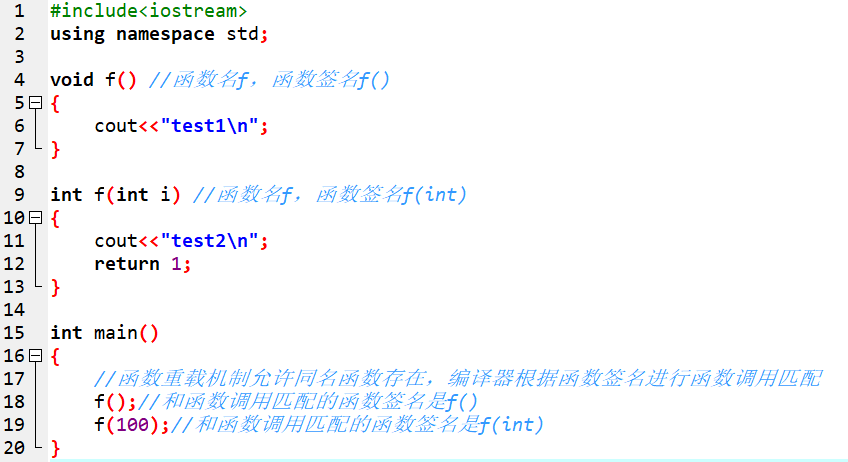 1 #include<iostream>
2 using namespace std;
3
4 void f() //函数名f，函数签名f()
5 {
6     cout<<"test1\n";
7 }
8
9 int f(int i) //函数名f，函数签名f(int)
10 {
11     cout<<"test2\n";
12     return 1;
13 }
14
15 int main()
16 {
17     //函数重载机制允许同名函数存在，编译器根据函数签名进行函数调用匹配
18     f();//和函数调用匹配的函数签名是f()
19     f(100);//和函数调用匹配的函数签名是f(int)
20 }